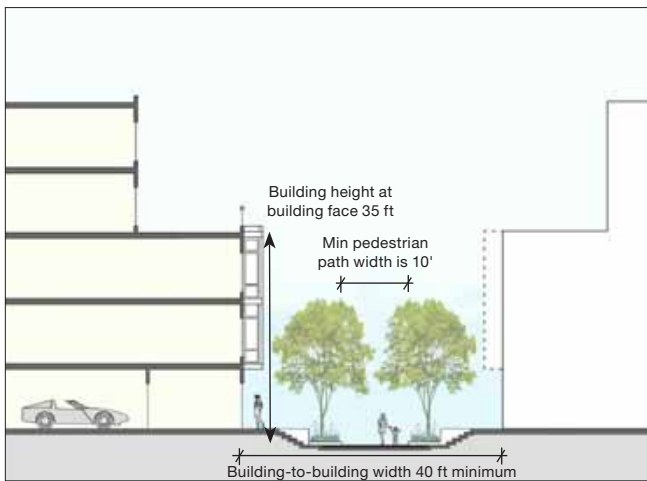 Building height at
building face 35 ft
Min pedestrian
path width is 10'
Building-to-building width 40 ft minimum